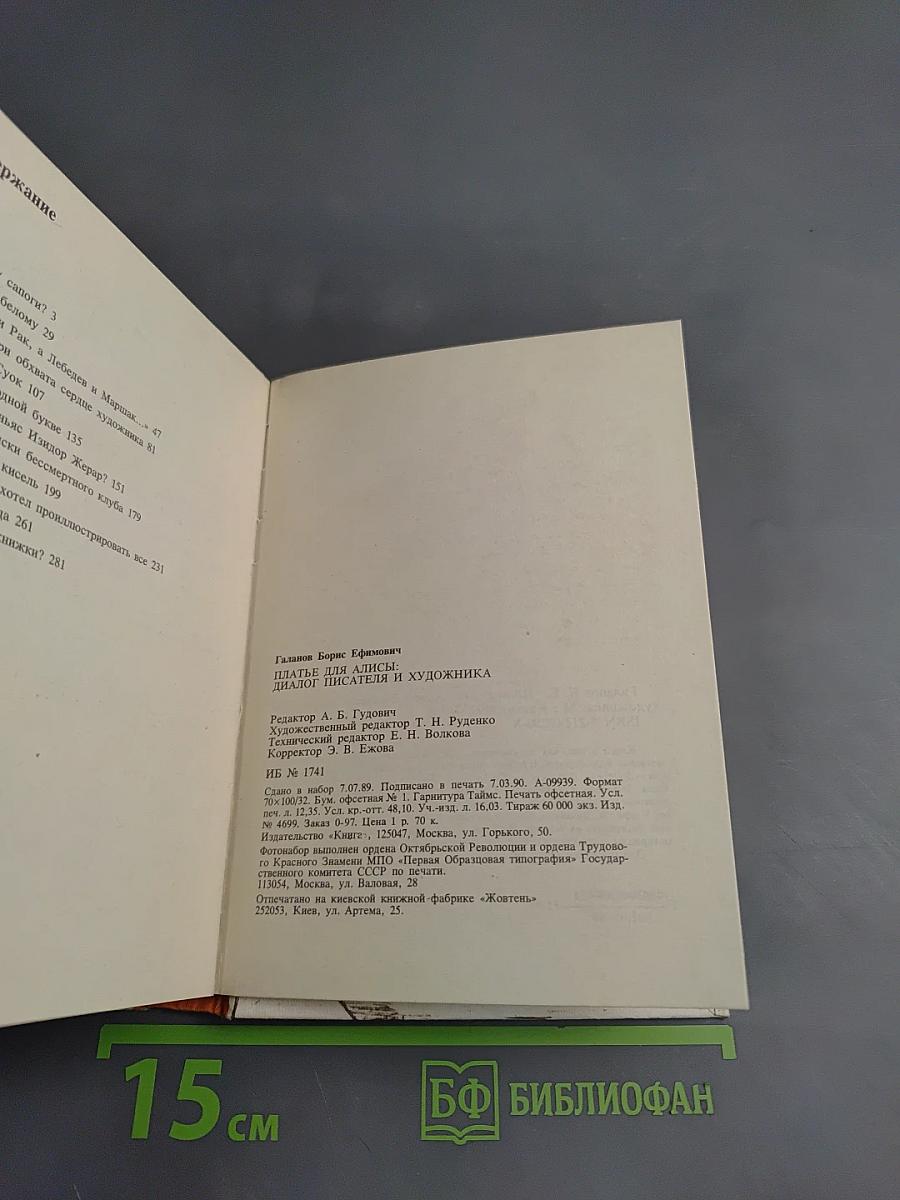 ержание
сапоги? 3
белому 29
и Рак, а Лебедев и Маршак...» 47
ри обхвата сердце художника 81
Суок 107
одной букве 135
ньяс Изидор Жерар? 151
иски бессмертного клуба 179
кисель 199
хотел проиллюстрировать все 231
да 261
книжки? 281
Галанов Борис Ефимович
ПЛАТЬЕ ДЛЯ АЛИСЫ:
ДИАЛОГ ПИСАТЕЛЯ И ХУДОЖНИКА
Редактор А. Б. Гудович
Художественный редактор Т. Н. Руденко
Технический редактор Е. Н. Волкова
Корректор Э. В. Ежова
ИБ № 1741
Сдано в набор 7.07.89. Подписано в печать 7.03.90. А-09939. Формат
70×100/32. Бум. офсетная № 1. Гарнитура Таймс. Печать офсетная. Усл.
печ. л. 12,35. Усл. кр.-отт. 48,10. Уч.-изд. л. 16,03. Тираж 60 000 экз. Изд.
№ 4699. Заказ 0-97. Цена 1 р. 70 к.
Издательство «Книга», 125047, Москва, ул. Горького, 50.
Фотонабор выполнен ордена Октябрьской Революции и ордена Трудово-
го Красного Знамени МПО «Первая Образцовая типография» Государ-
ственного комитета СССР по печати.
113054, Москва, ул. Валовая, 28
Отпечатано на киевской книжной фабрике «Жовтень»
252053, Киев, ул. Артема, 25.
15 см
БФ БИБЛИОФАН